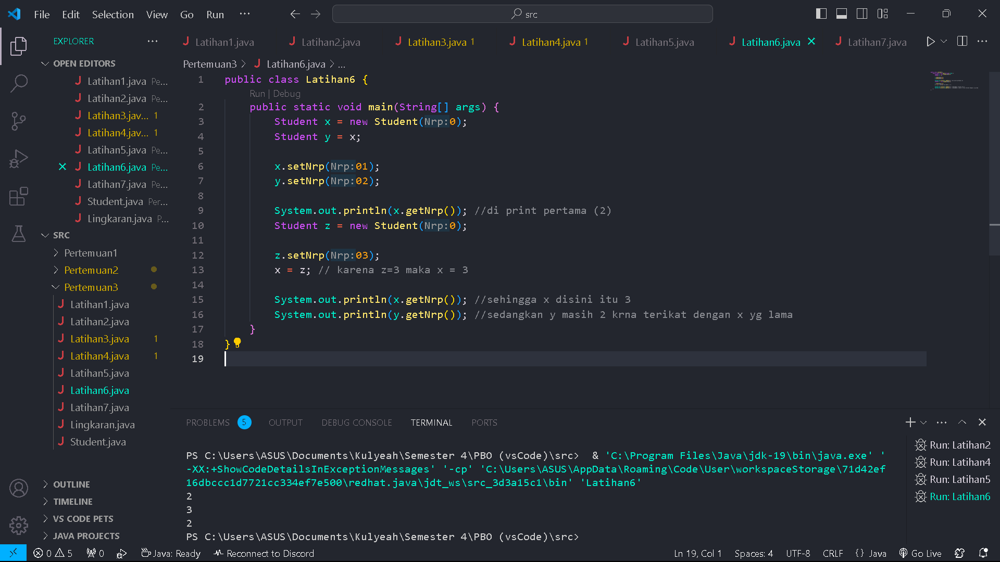 File Edit Selection View Go Run ··· src
EXPLORER ···
Latihan1.java Latihan2.java Latihan3.java 1 Latihan4.java 1 Latihan5.java Latihan6.java Latihan7.java ···
OPEN EDITORS
Latihan1.java Pe...
Latihan2.java Pe...
Latihan3.jav... 1
Latihan4.jav... 1
Latihan5.java Pe...
Latihan6.java Pe...
Latihan7.java Pe...
Student.java Per...
Lingkaran.java P...
SRC
Pertemuan1
Pertemuan2
Pertemuan3
Latihan1.java
Latihan2.java
Latihan3.java 1
Latihan4.java 1
Latihan5.java
Latihan6.java
Latihan7.java
Lingkaran.java
Student.java
OUTLINE
TIMELINE
VS CODE PETS
JAVA PROJECTS
Pertemuan3 > Latihan6.java > ...
1 public class Latihan6 {
Run | Debug
2 public static void main(String[] args) {
3 Student x = new Student(Nrp:0);
4 Student y = x;
5
6 x.setNrp(Nrp:01);
7 y.setNrp(Nrp:02);
8
9 System.out.println(x.getNrp()); //di print pertama (2)
10 Student z = new Student(Nrp:0);
11
12 z.setNrp(Nrp:03);
13 x = z; // karena z=3 maka x = 3
14
15 System.out.println(x.getNrp()); //sehingga x disini itu 3
16 System.out.println(y.getNrp()); //sedangkan y masih 2 krna terikat dengan x yg lama
17 }
18 }
19
PROBLEMS 5 OUTPUT DEBUG CONSOLE TERMINAL PORTS ···
PS C:\Users\ASUS\Documents\Kulyeah\Semester 4\PBO (vsCode)\src> & 'C:\Program Files\Java\jdk-19\bin\java.exe' '
-XX:+ShowCodeDetailsInExceptionMessages' '-cp' 'C:\Users\ASUS\AppData\Roaming\Code\User\workspaceStorage\71d42ef
16dbccc1d7721cc334ef7e500\redhat.java\jdt_ws\src_3d3a15c1\bin' 'Latihan6'
2
3
2
PS C:\Users\ASUS\Documents\Kulyeah\Semester 4\PBO (vsCode)\src>
Run: Latihan2
Run: Latihan4
Run: Latihan5
Run: Latihan6
0 5 0 Java: Ready Reconnect to Discord Ln 19, Col 1 Spaces: 4 UTF-8 CRLF {} Java Go Live